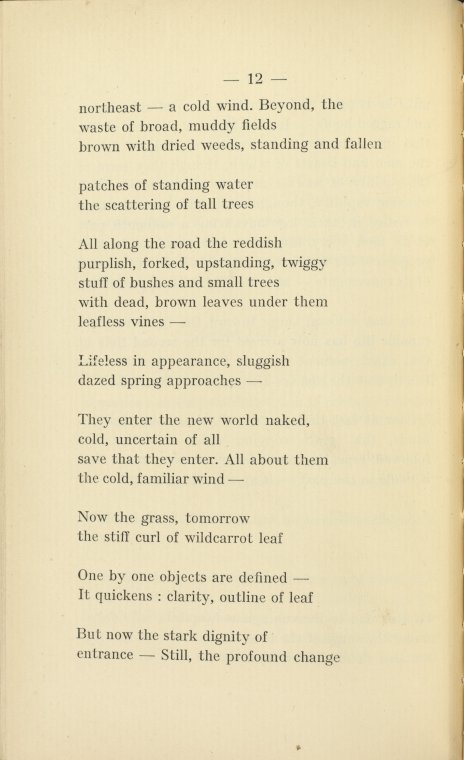 — 12 —
northeast — a cold wind. Beyond, the
waste of broad, muddy fields
brown with dried weeds, standing and fallen
patches of standing water
the scattering of tall trees
All along the road the reddish
purplish, forked, upstanding, twiggy
stuff of bushes and small trees
with dead, brown leaves under them
leafless vines —
Lifeless in appearance, sluggish
dazed spring approaches —
They enter the new world naked,
cold, uncertain of all
save that they enter. All about them
the cold, familiar wind —
Now the grass, tomorrow
the stiff curl of wildcarrot leaf
One by one objects are defined —
It quickens : clarity, outline of leaf
But now the stark dignity of
entrance — Still, the profound change